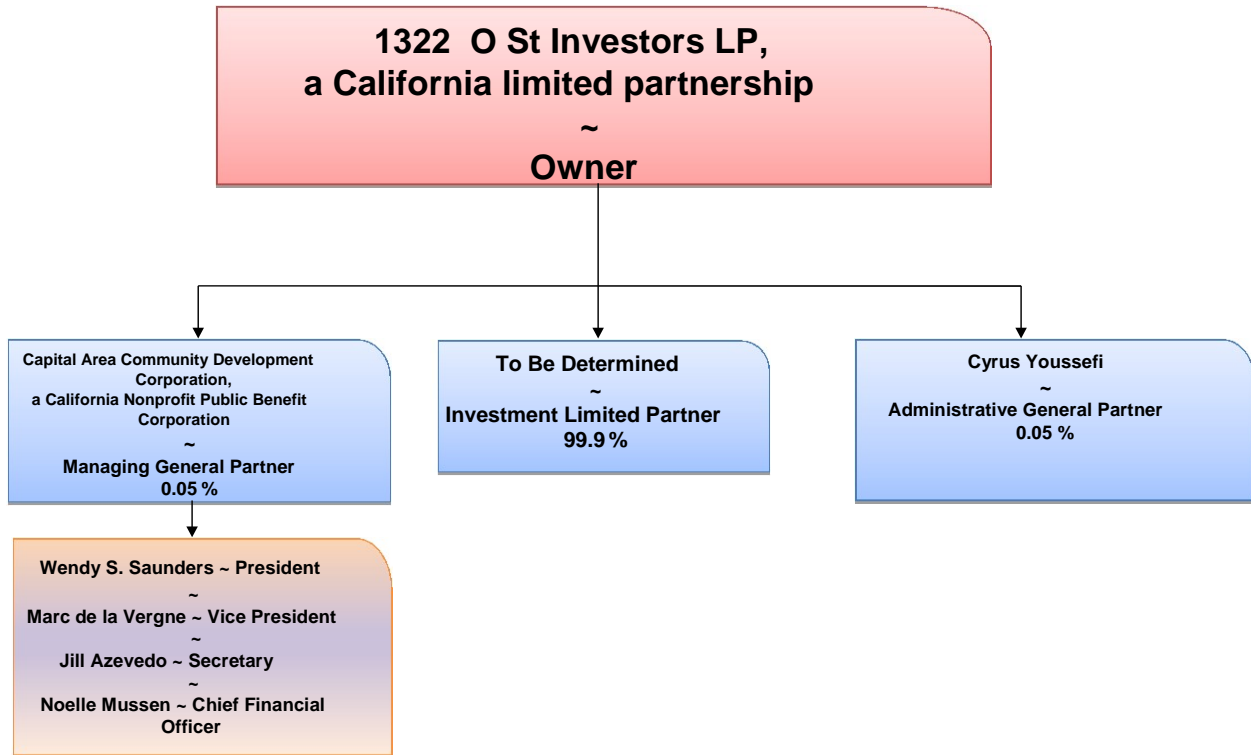 1322 O St Investors LP,
a California limited partnership
~
Owner
Capital Area Community Development
Corporation,
a California Nonprofit Public Benefit
Corporation
~
Managing General Partner
0.05 %
To Be Determined
~
Investment Limited Partner
99.9 %
Cyrus Youssefi
~
Administrative General Partner
0.05 %
Wendy S. Saunders ~ President
~
Marc de la Vergne ~ Vice President
~
Jill Azevedo ~ Secretary
~
Noelle Mussen ~ Chief Financial
Officer